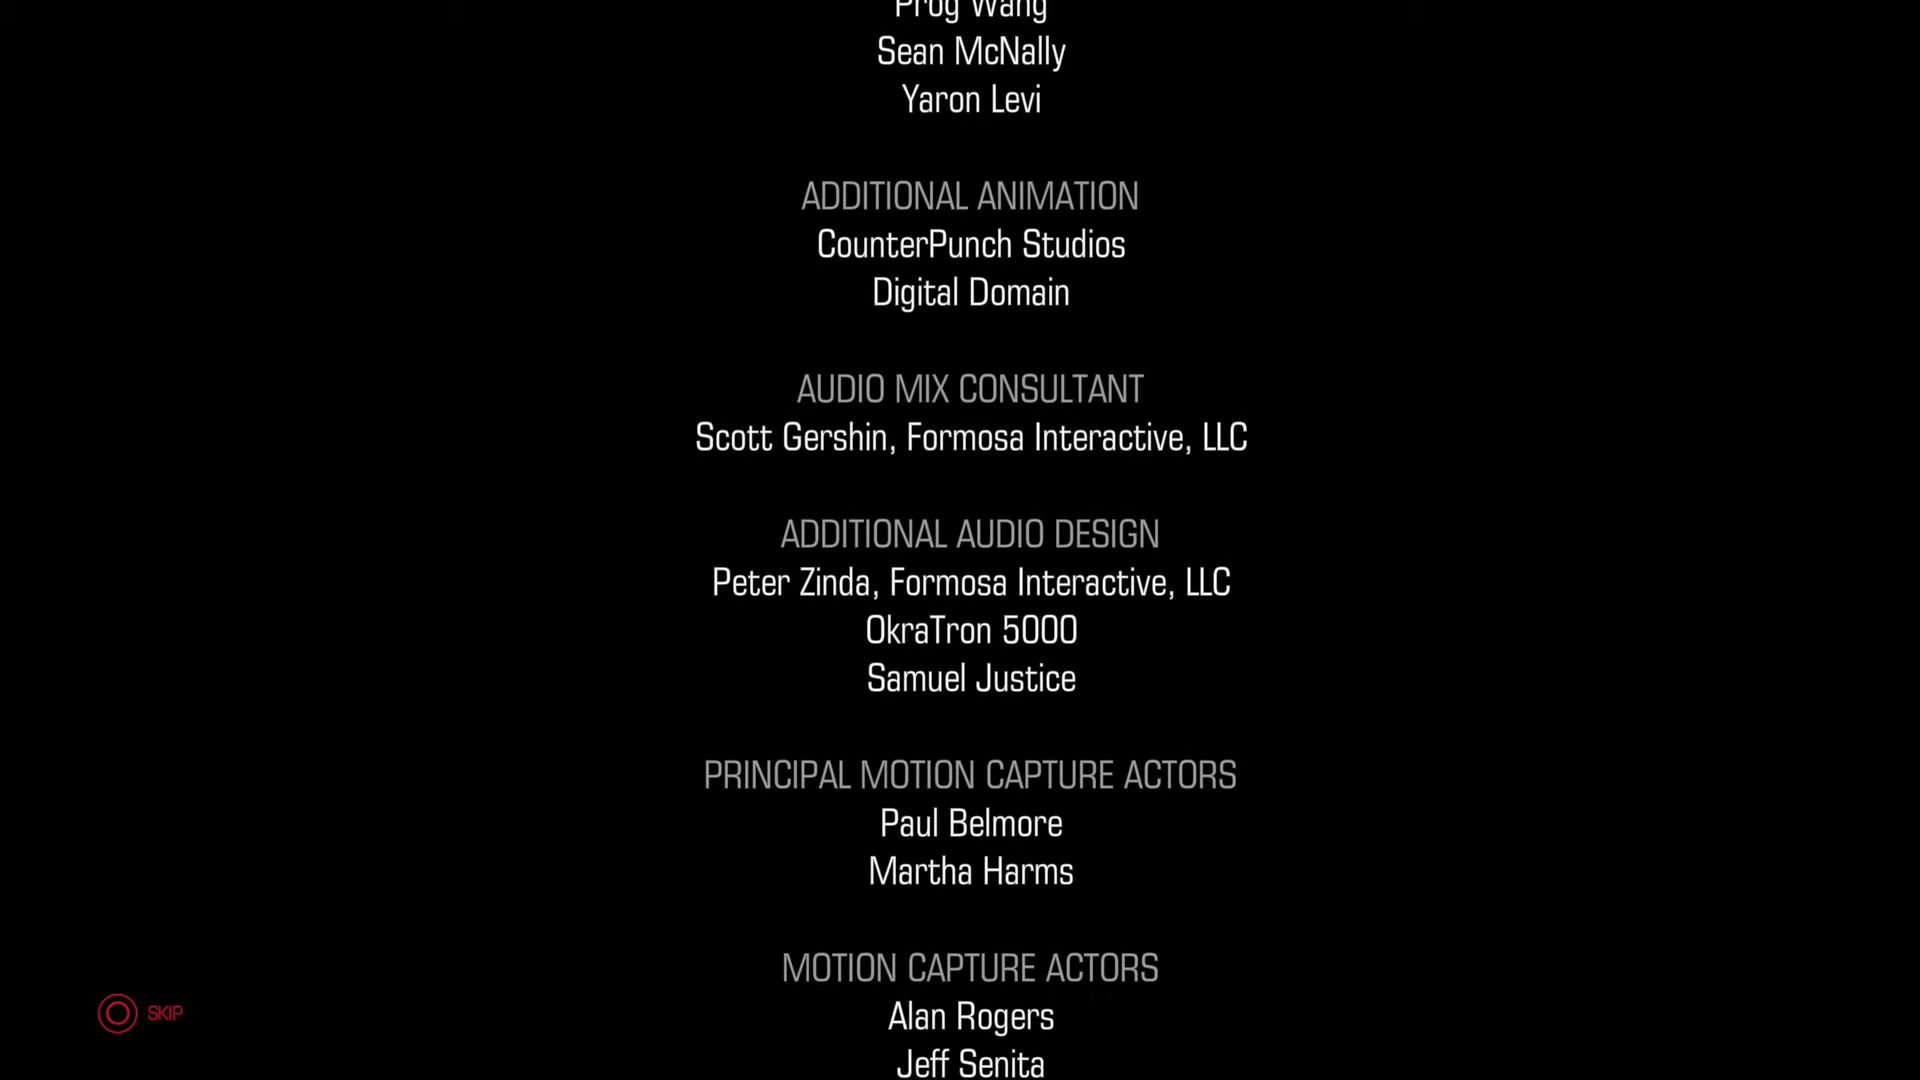 Prog Wang
Sean McNally
Yaron Levi
ADDITIONAL ANIMATION
CounterPunch Studios
Digital Domain
AUDIO MIX CONSULTANT
Scott Gershin, Formosa Interactive, LLC
ADDITIONAL AUDIO DESIGN
Peter Zinda, Formosa Interactive, LLC
OkraTron 5000
Samuel Justice
PRINCIPAL MOTION CAPTURE ACTORS
Paul Belmore
Martha Harms
MOTION CAPTURE ACTORS
Alan Rogers
SKIP
Jeff Senita